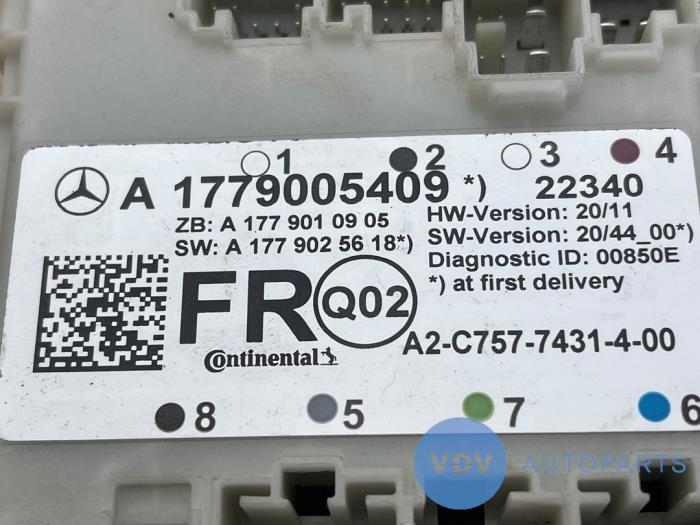 1 2 3 4
A 1779005409 *) 22340
ZB: A 177 901 09 05
SW: A 177 902 56 18*)
HW-Version: 20/11
SW-Version: 20/44_00*)
Diagnostic ID: 00850E
*) at first delivery
FR Q02
Continental
A2-C757-7431-4-00
8 5 7 6
VDV AUTOPARTS